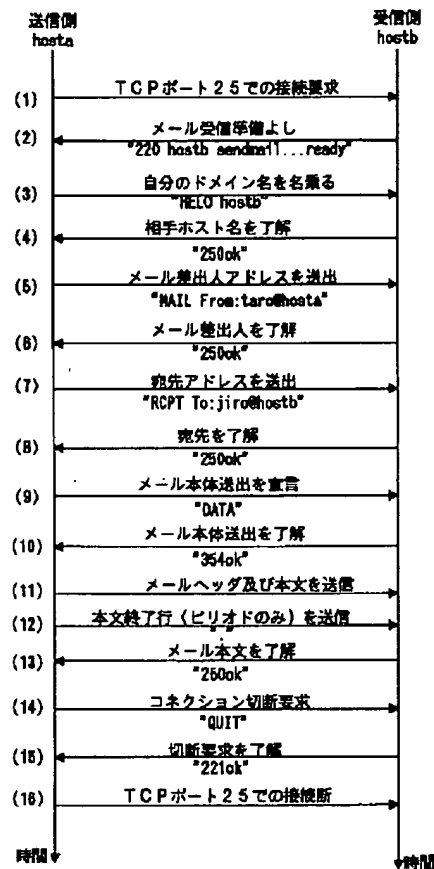 送信側
hosta
受信側
hostb
(1) TCPポート25での接続要求
(2) メール受信準備よし
"220 hostb sendmail...ready"
(3) 自分のドメイン名を名乗る
"HELO hostb"
(4) 相手ホスト名を了解
"250ok"
(5) メール差出人アドレスを送出
"MAIL From:taro@hosta"
(6) メール差出人を了解
"250ok"
(7) 宛先アドレスを送出
"RCPT To:jiro@hostb"
(8) 宛先を了解
"250ok"
(9) メール本体送出を宣言
"DATA"
(10) メール本体送出を了解
"354ok"
(11) メールヘッダ及び本文を送信
(12) 本文終了行(ピリオドのみ)を送信
"."
(13) メール本文を了解
"250ok"
(14) コネクション切断要求
"QUIT"
(15) 切断要求を了解
"221ok"
(16) TCPポート25での接続断
時間
時間